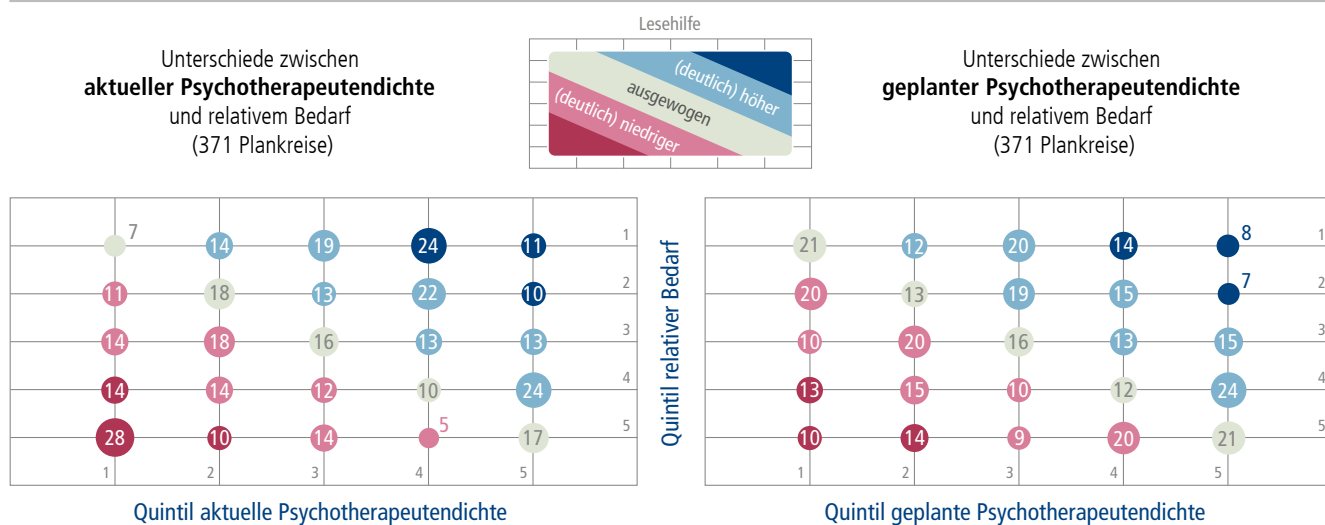 Lesehilfe
Unterschiede zwischen
aktueller Psychotherapeutendichte
und relativem Bedarf
(371 Plankreise)
(deutlich) höher
ausgewogen
(deutlich) niedriger
Unterschiede zwischen
geplanter Psychotherapeutendichte
und relativem Bedarf
(371 Plankreise)
7 14 19 24 11 1
11 18 13 22 10 2
14 18 16 13 13 3
14 14 12 10 24 4
28 10 14 5 17 5
1 2 3 4 5
Quintil aktuelle Psychotherapeutendichte
Quintil relativer Bedarf
21 12 20 14 8 1
20 13 19 15 7 2
10 20 16 13 15 3
13 15 10 12 24 4
10 14 9 20 21 5
1 2 3 4 5
Quintil geplante Psychotherapeutendichte